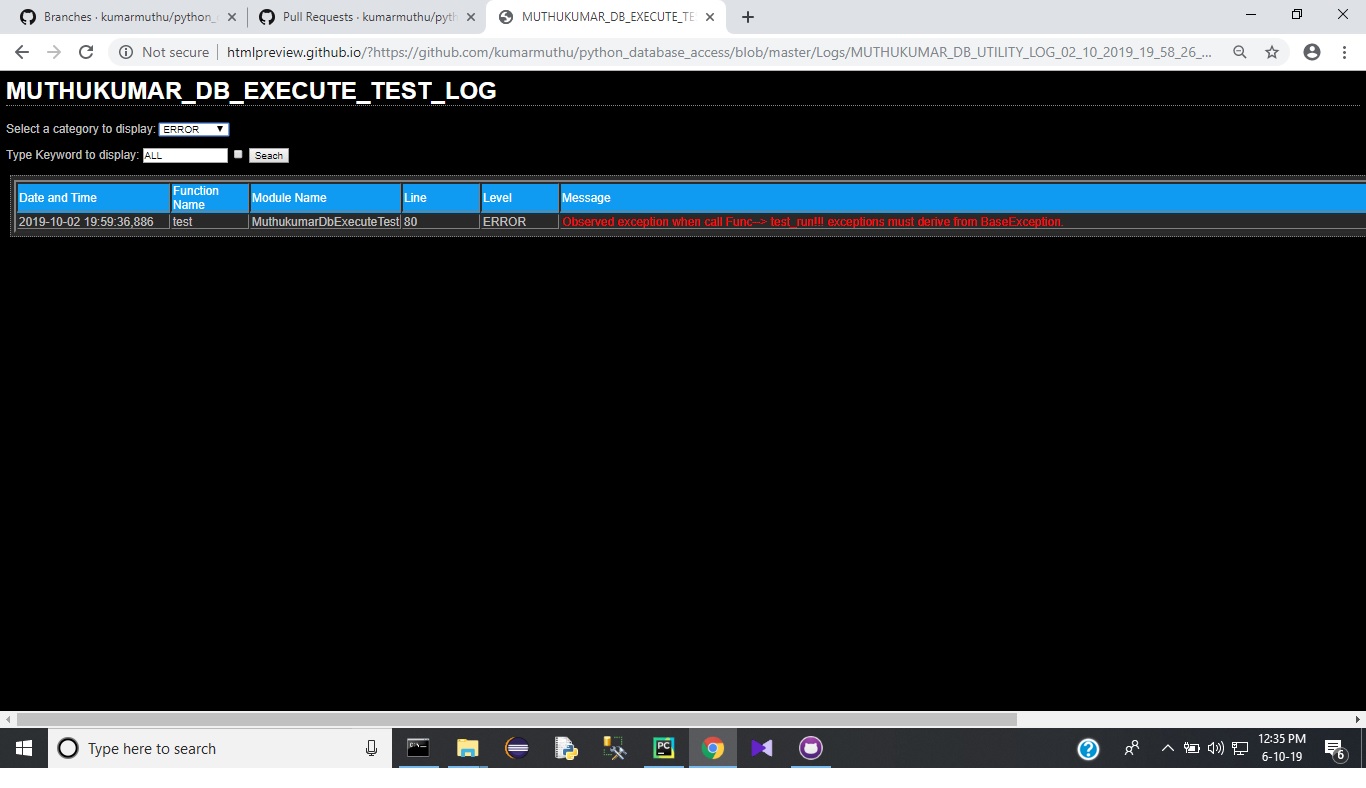 Branches · kumarmuthu/python_
Pull Requests · kumarmuthu/pyth
MUTHUKUMAR_DB_EXECUTE_TE
Not secure
htmlpreview.github.io/?https://github.com/kumarmuthu/python_database_access/blob/master/Logs/MUTHUKUMAR_DB_UTILITY_LOG_02_10_2019_19_58_26_...
MUTHUKUMAR_DB_EXECUTE_TEST_LOG
Select a category to display: ERROR
Type Keyword to display: ALL Seach
Date and Time Function Name Module Name Line Level Message
2019-10-02 19:59:36,886 test MuthukumarDbExecuteTest 80 ERROR Observed exception when call Func--> test_run!!! exceptions must derive from BaseException.
Type here to search
PC
12:35 PM
6-10-19
6